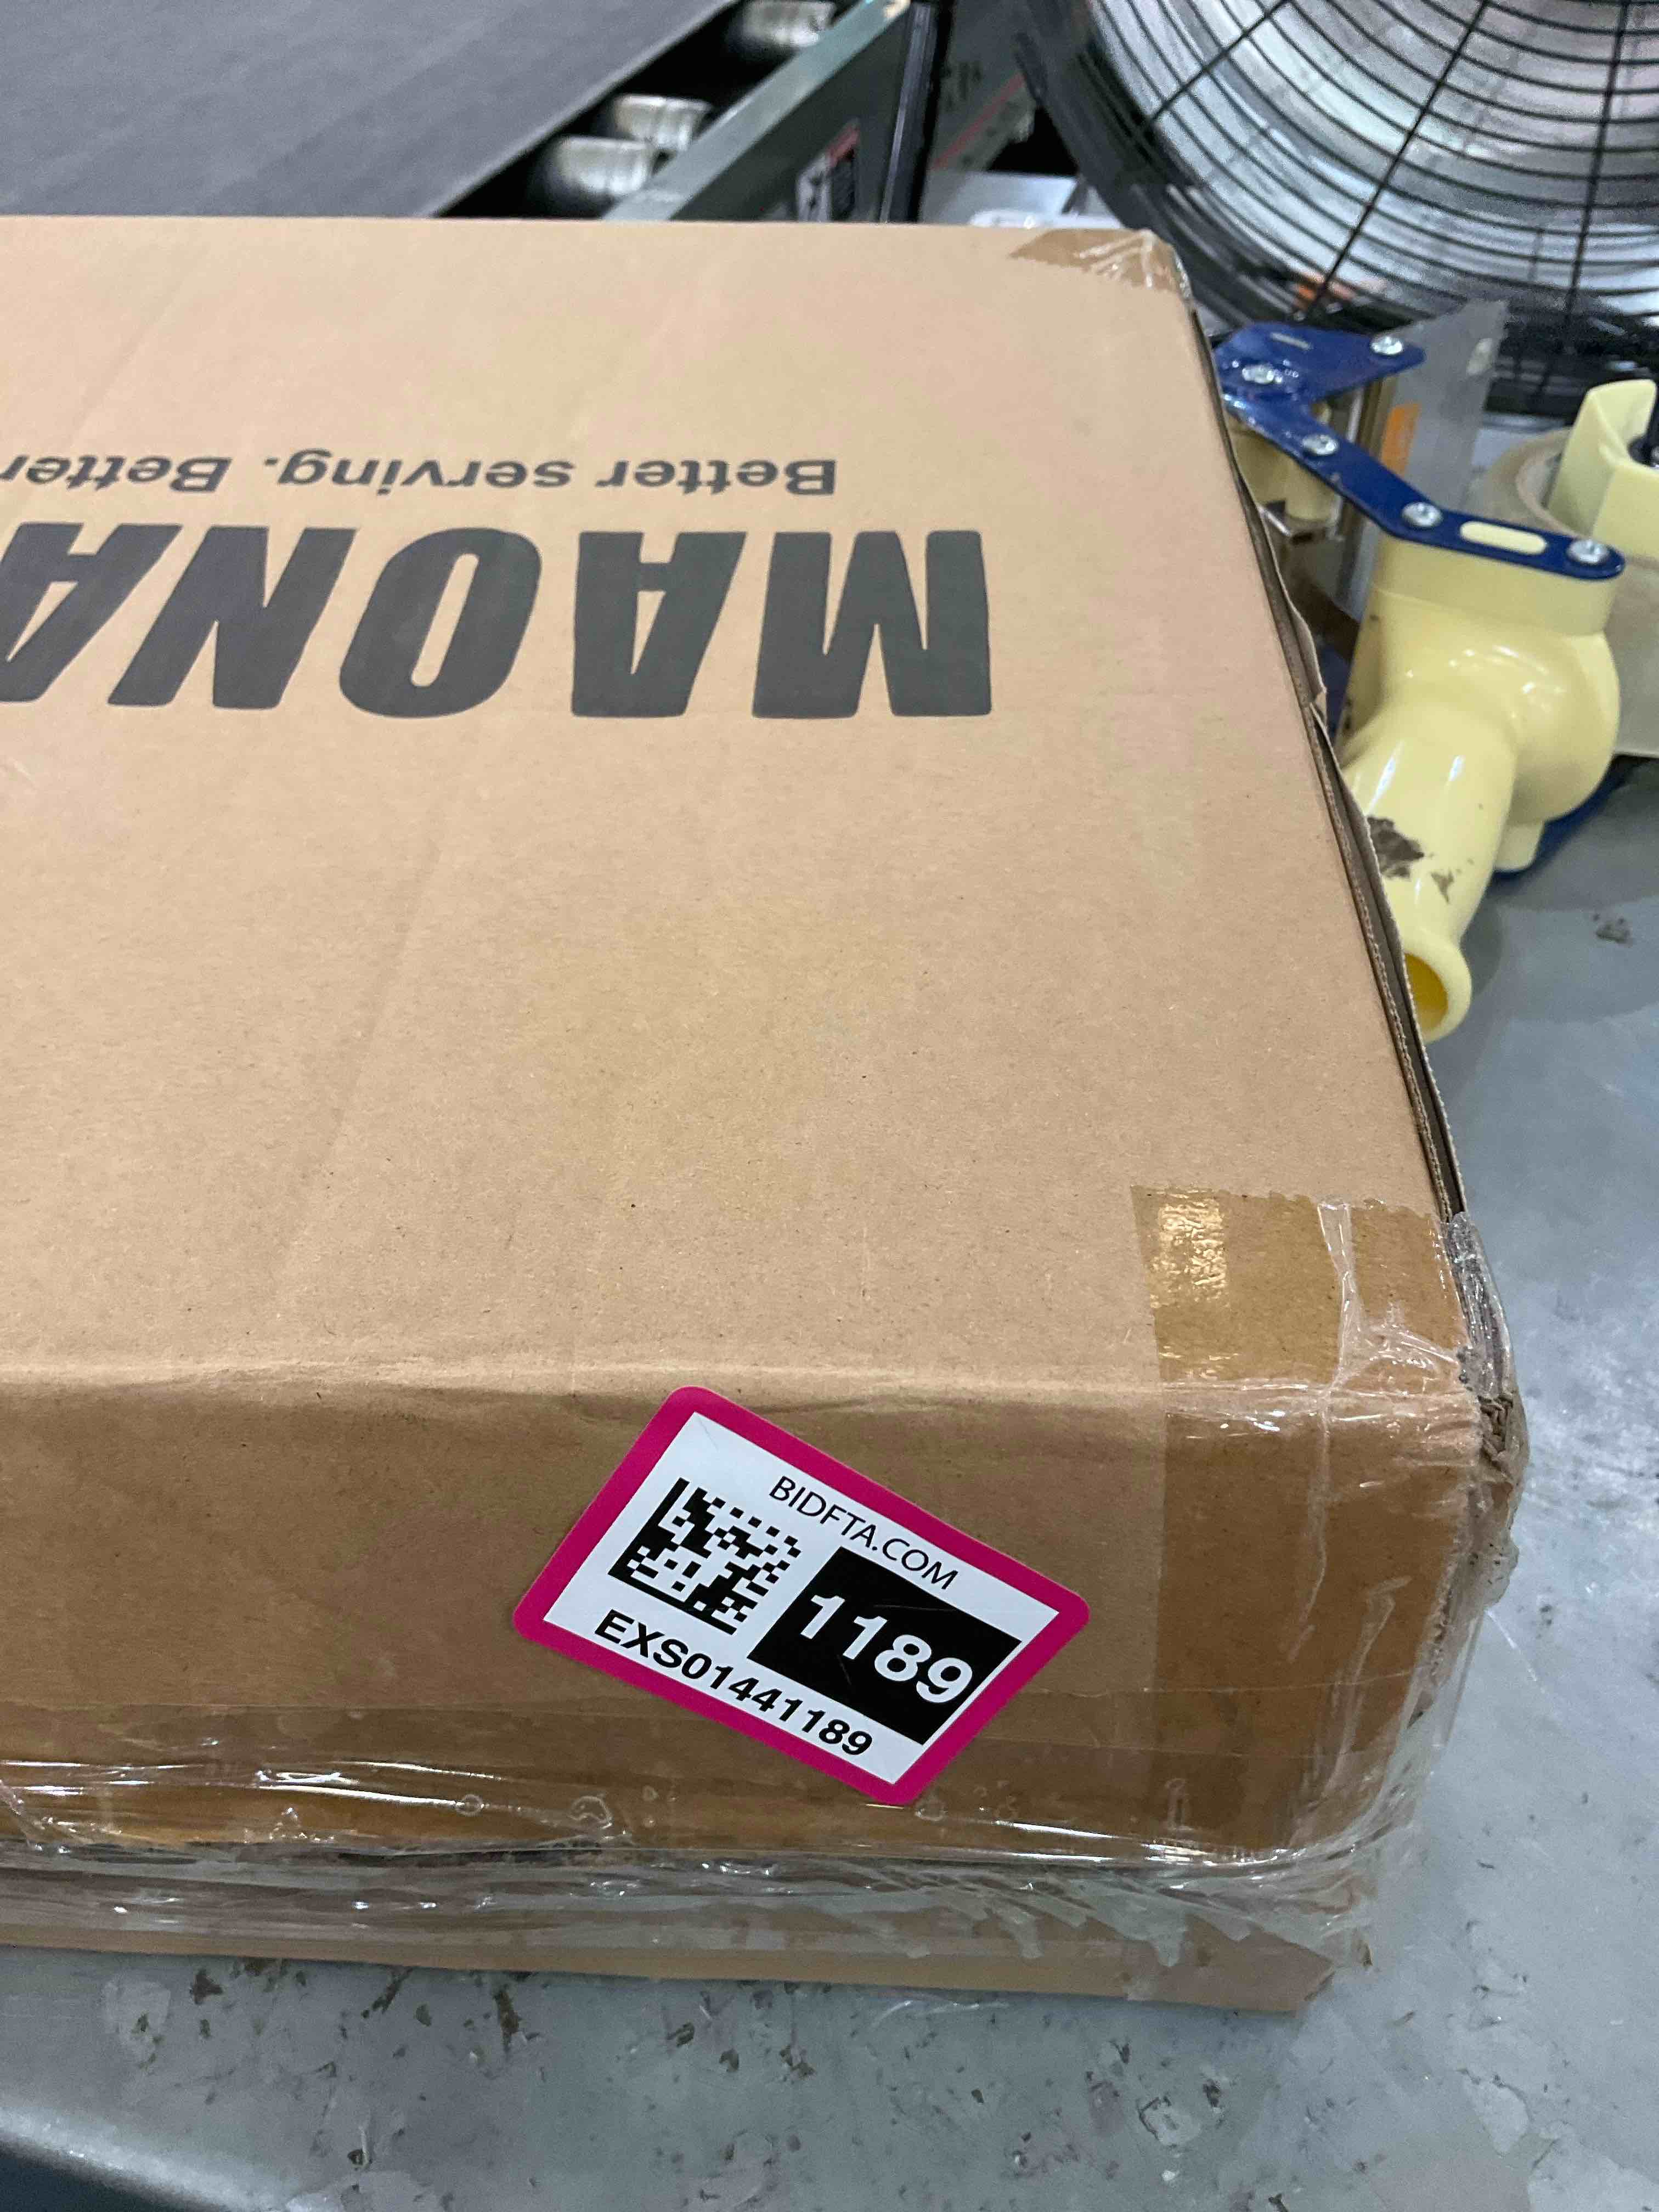 MAONA
Better serving. Better
BIDFTA.COM
1189
EXS01441189